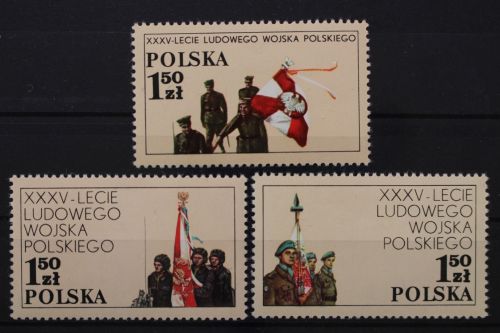 XXXV-LECIE LUDOWEGO WOJSKA POLSKIEGO
POLSKA
1.50
zł
XXXV-LECIE
LUDOWEGO
WOJSKA
POLSKIEGO
1.50
zł
POLSKA
XXXV-LECIE
LUDOWEGO
WOJSKA
POLSKIEGO
1.50
zł
POLSKA